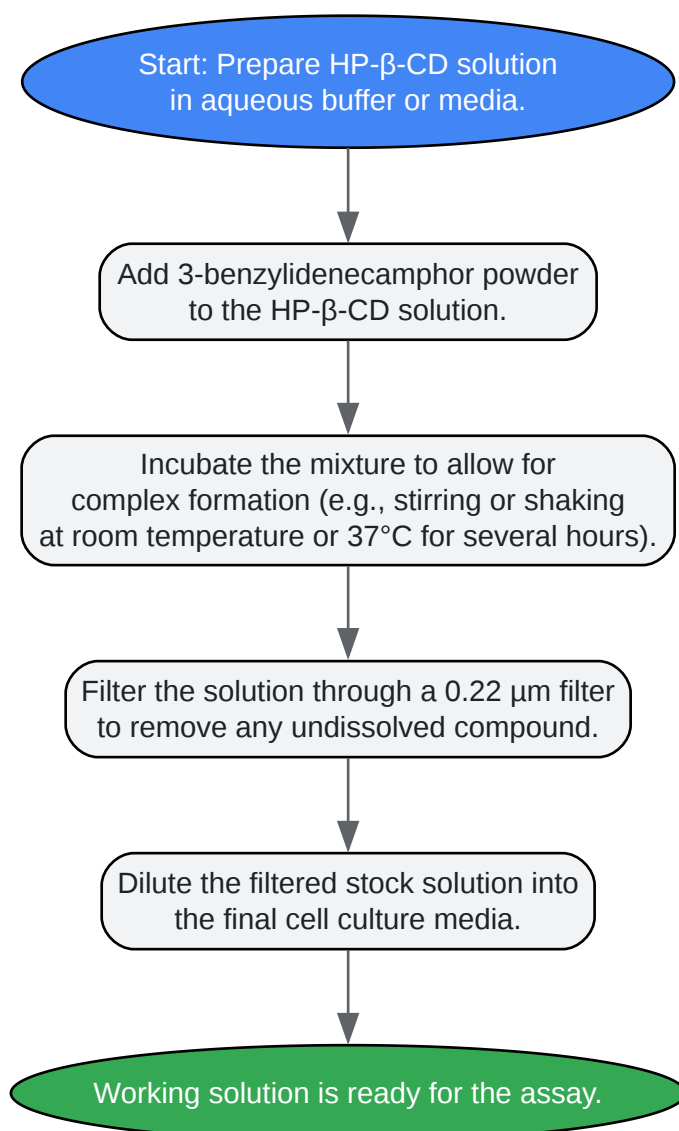 Start: Prepare HP-β-CD solution
in aqueous buffer or media.
Add 3-benzylidenecamphor powder
to the HP-β-CD solution.
Incubate the mixture to allow for
complex formation (e.g., stirring or shaking
at room temperature or 37°C for several hours).
Filter the solution through a 0.22 µm filter
to remove any undissolved compound.
Dilute the filtered stock solution into
the final cell culture media.
Working solution is ready for the assay.